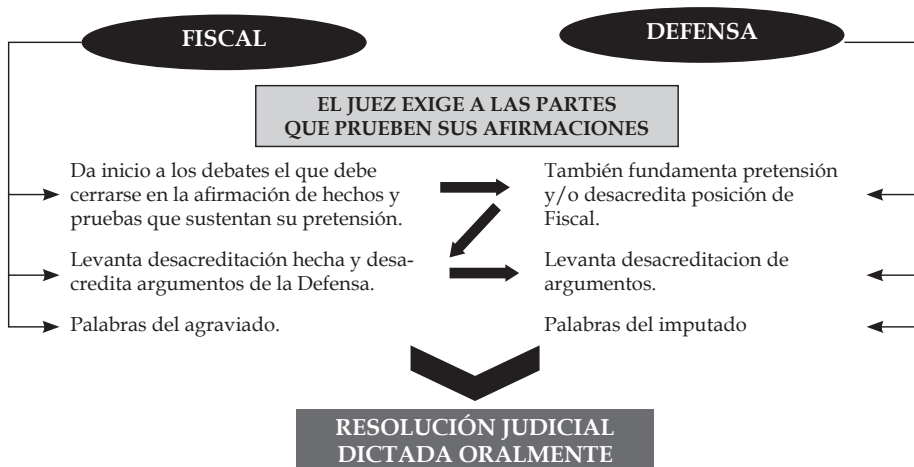 FISCAL
DEFENSA
EL JUEZ EXIGE A LAS PARTES
QUE PRUEBEN SUS AFIRMACIONES
Da inicio a los debates el que debe
cerrarse en la afirmación de hechos y
pruebas que sustentan su pretensión.
También fundamenta pretensión
y/o desacredita posición de
Fiscal.
Levanta desacreditación hecha y desa-
credita argumentos de la Defensa.
Levanta desacreditacion de
argumentos.
Palabras del agraviado.
Palabras del imputado
RESOLUCIÓN JUDICIAL
DICTADA ORALMENTE